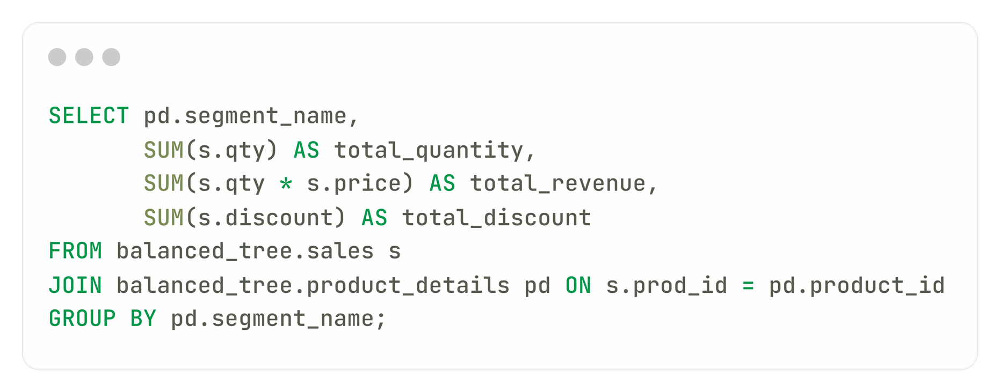 SELECT pd.segment_name,
       SUM(s.qty) AS total_quantity,
       SUM(s.qty * s.price) AS total_revenue,
       SUM(s.discount) AS total_discount
FROM balanced_tree.sales s
JOIN balanced_tree.product_details pd ON s.prod_id = pd.product_id
GROUP BY pd.segment_name;